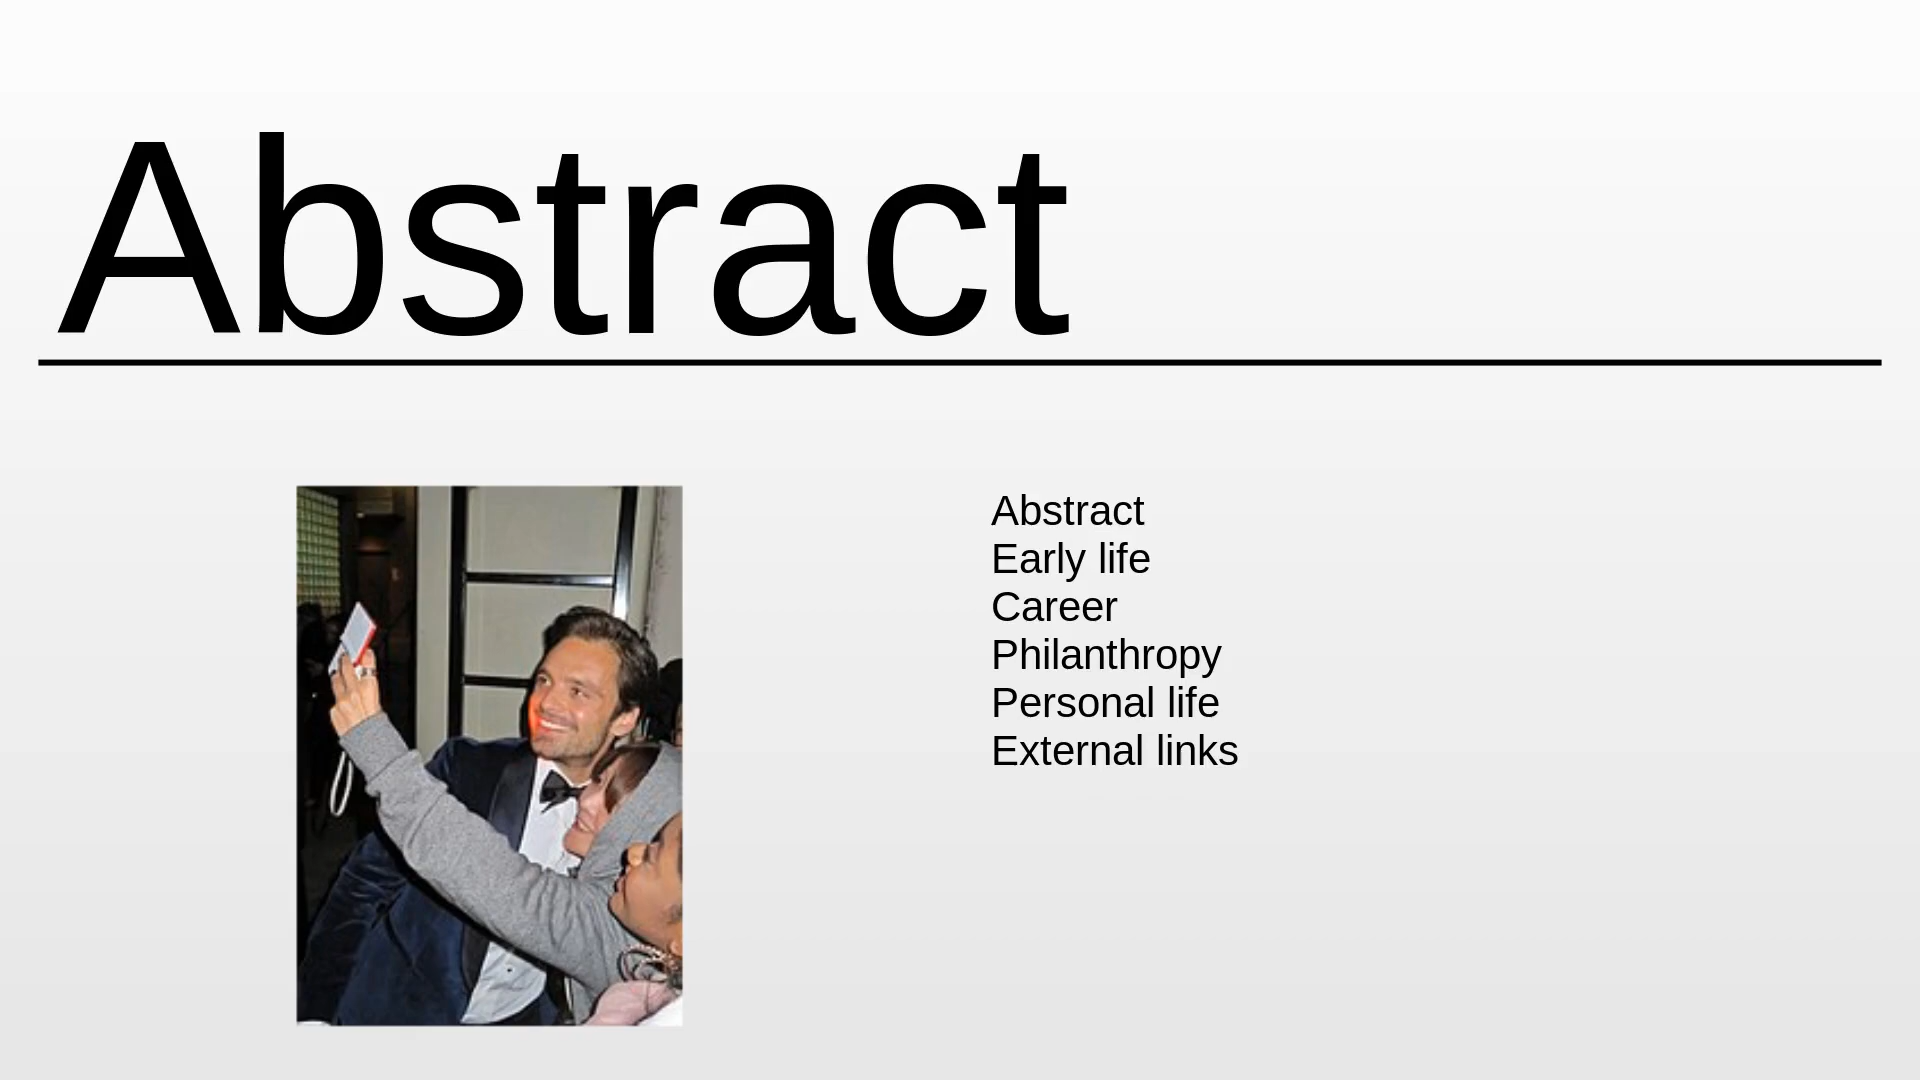 Abstract
Abstract
Early life
Career
Philanthropy
Personal life
External links